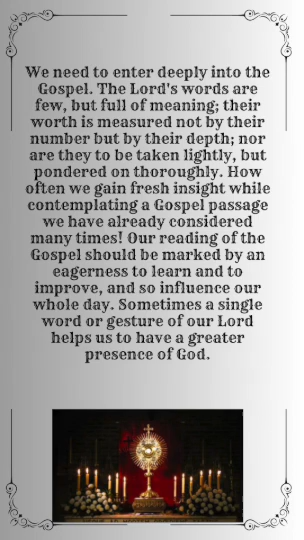 We need to enter deeply into the
Gospel. The Lord's words are
few, but full of meaning; their
worth is measured not by their
number but by their depth; nor
are they to be taken lightly, but
pondered on thoroughly. How
often we gain fresh insight while
contemplating a Gospel passage
we have already considered
many times! Our reading of the
Gospel should be marked by an
eagerness to learn and to
improve, and so influence our
whole day. Sometimes a single
word or gesture of our Lord
helps us to have a greater
presence of God.